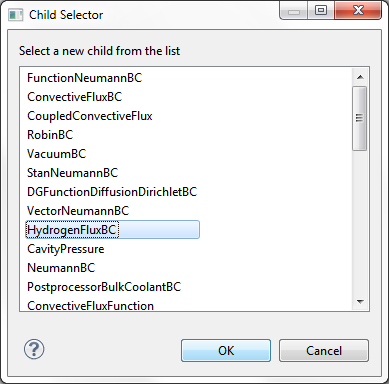 Child Selector
Select a new child from the list
FunctionNeumannBC
ConvectiveFluxBC
CoupledConvectiveFlux
RobinBC
VacuumBC
StanNeumannBC
DGFunctionDiffusionDirichletBC
VectorNeumannBC
HydrogenFluxBC
CavityPressure
NeumannBC
PostprocessorBulkCoolantBC
ConvectiveFluxFunction
?
OK
Cancel